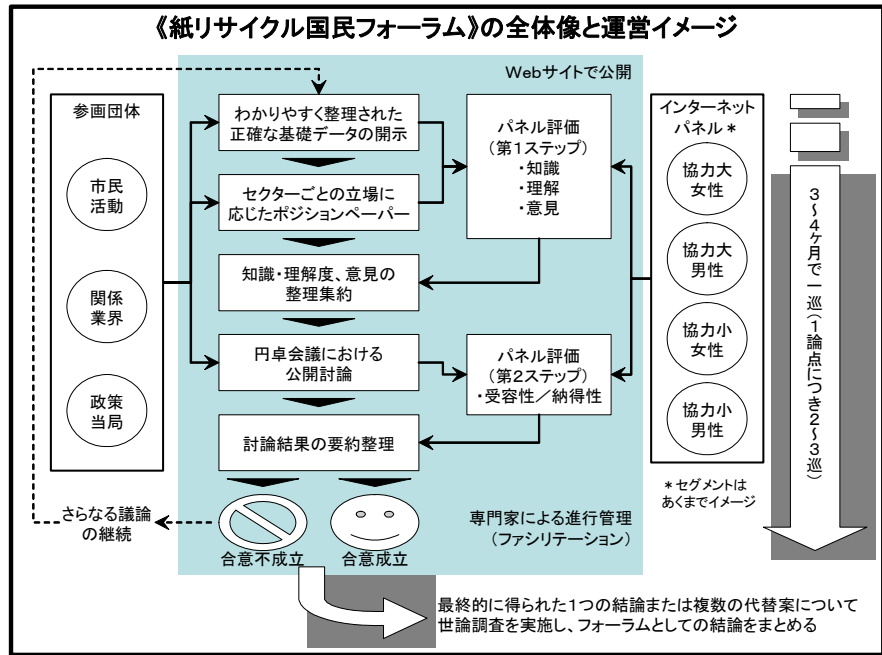 《紙リサイクル国民フォーラム》の全体像と運営イメージ
Webサイトで公開
参画団体
市民
活動
関係
業界
政策
当局
わかりやすく整理された
正確な基礎データの開示
セクターごとの立場に
応じたポジションペーパー
知識・理解度、意見の
整理集約
円卓会議における
公開討論
討論結果の要約整理
パネル評価
(第1ステップ)
・知識
・理解
・意見
パネル評価
(第2ステップ)
・受容性/納得性
インターネット
パネル*
協力大
女性
協力大
男性
協力小
女性
協力小
男性
*セグメントは
あくまでイメージ
3~4ヶ月で一巡(1論点につき2~3巡)
さらなる議論
の継続
合意不成立
合意成立
専門家による進行管理
(ファシリテーション)
最終的に得られた1つの結論または複数の代替案について
世論調査を実施し、フォーラムとしての結論をまとめる